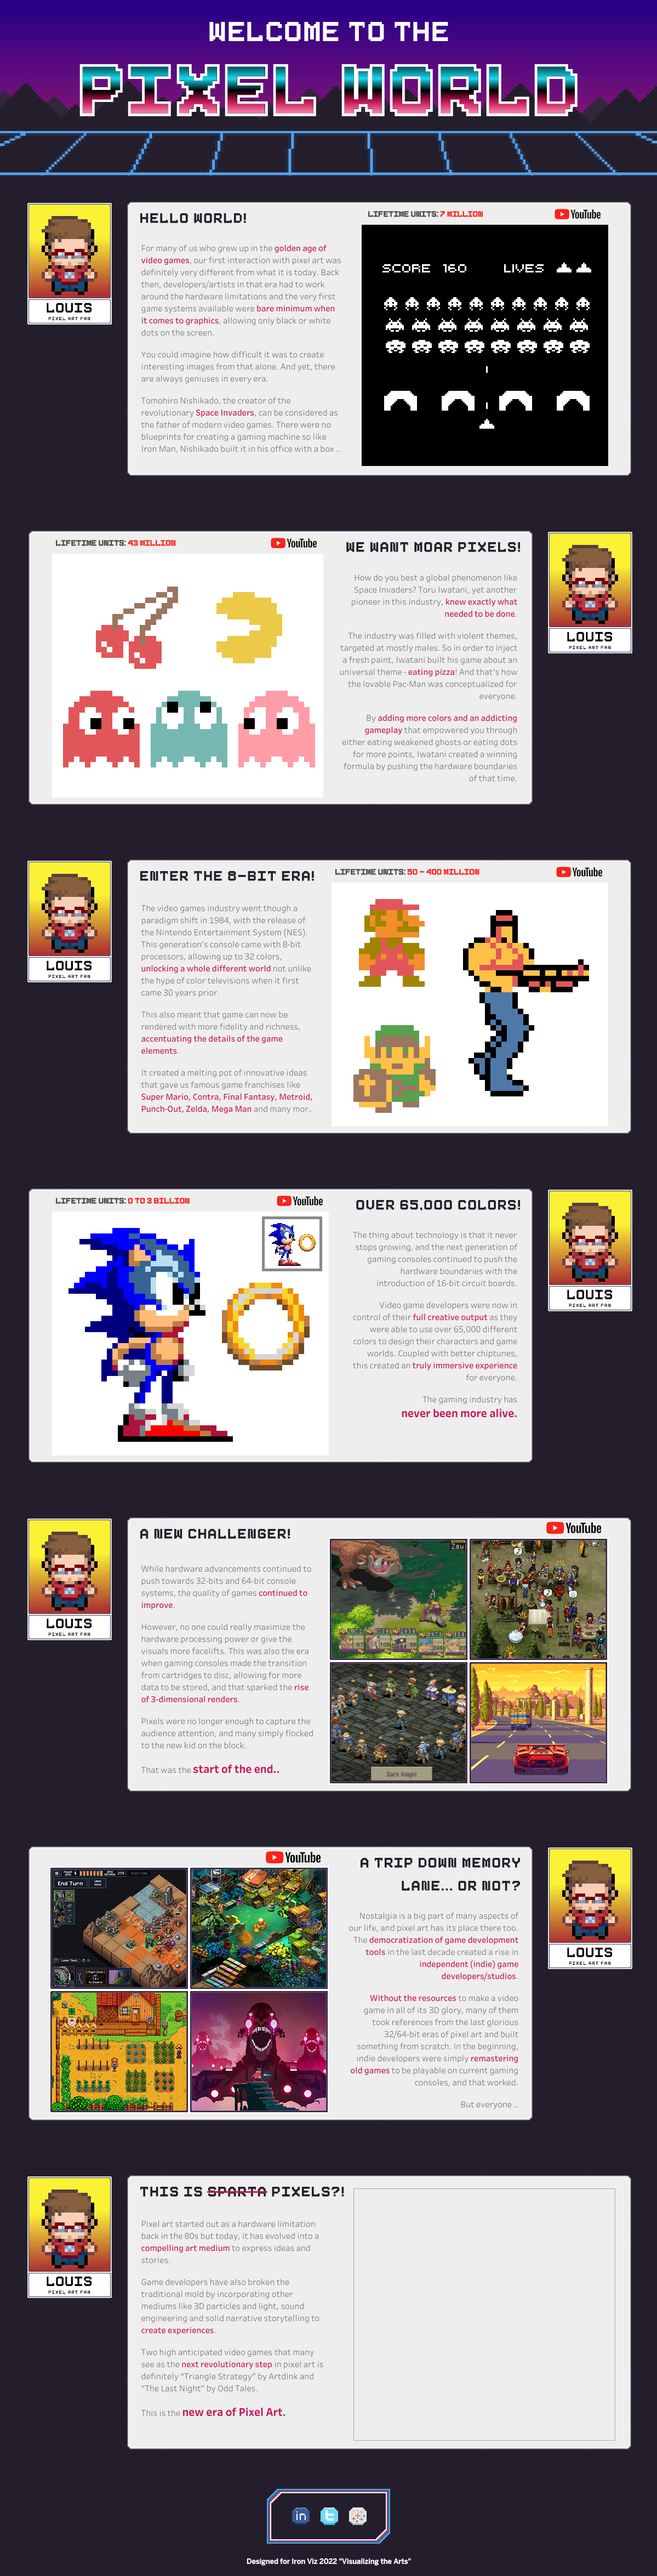 WELCOME TO THE
PIXEL WORLD
LOUIS
PIXEL ART FAN
HELLO WORLD!
For many of us who grew up in the golden age of
video games, our first interaction with pixel art was
definitely very different from what it is today. Back
then, developers/artists in that era had to work
around the hardware limitations and the very first
game systems available were bare minimum when
it comes to graphics, allowing only black or white
dots on the screen.
You could imagine how difficult it was to create
interesting images from that alone. And yet, there
are always geniuses in every era.
Tomohiro Nishikado, the creator of the
revolutionary Space Invaders, can be considered as
the father of modern video games. There were no
blueprints for creating a gaming machine so like
Iron Man, Nishikado built it in his office with a box ..
LIFETIME UNITS: 7 MILLION
YouTube
SCORE 160 LIVES
LIFETIME UNITS: 43 MILLION
YouTube
WE WANT MOAR PIXELS!
How do you best a global phenomenon like
Space Invaders? Toru Iwatani, yet another
pioneer in this industry, knew exactly what
needed to be done.
The industry was filled with violent themes,
targeted at mostly males. So in order to inject
a fresh paint, Iwatani built his game about an
universal theme - eating pizza! And that's how
the lovable Pac-Man was conceptualized for
everyone.
By adding more colors and an addicting
gameplay that empowered you through
either eating weakened ghosts or eating dots
for more points, Iwatani created a winning
formula by pushing the hardware boundaries
of that time.
LOUIS
PIXEL ART FAN
LOUIS
PIXEL ART FAN
ENTER THE 8-BIT ERA!
The video games industry went though a
paradigm shift in 1984, with the release of
the Nintendo Entertainment System (NES).
This generation's console came with 8-bit
processors, allowing up to 32 colors,
unlocking a whole different world not unlike
the hype of color televisions when it first
came 30 years prior.
This also meant that game can now be
rendered with more fidelity and richness,
accentuating the details of the game
elements.
It created a melting pot of innovative ideas
that gave us famous game franchises like
Super Mario, Contra, Final Fantasy, Metroid,
Punch-Out, Zelda, Mega Man and many mor..
LIFETIME UNITS: 50 - 400 MILLION
YouTube
LIFETIME UNITS: 0 TO 3 BILLION
YouTube
OVER 65,000 COLORS!
The thing about technology is that it never
stops growing, and the next generation of
gaming consoles continued to push the
hardware boundaries with the
introduction of 16-bit circuit boards.
Video game developers were now in
control of their full creative output as they
were able to use over 65,000 different
colors to design their characters and game
worlds. Coupled with better chiptunes,
this created an truly immersive experience
for everyone.
The gaming industry has
never been more alive.
LOUIS
PIXEL ART FAN
LOUIS
PIXEL ART FAN
A NEW CHALLENGER!
While hardware advancements continued to
push towards 32-bits and 64-bit console
systems, the quality of games continued to
improve.
However, no one could really maximize the
hardware processing power or give the
visuals more facelifts. This was also the era
when gaming consoles made the transition
from cartridges to disc, allowing for more
data to be stored, and that sparked the rise
of 3-dimensional renders.
Pixels were no longer enough to capture the
audience attention, and many simply flocked
to the new kid on the block.
That was the start of the end..
YouTube
Zau
Dark Knight
YouTube
End Turn
A TRIP DOWN MEMORY
LANE... OR NOT?
Nostalgia is a big part of many aspects of
our life, and pixel art has its place there too.
The democratization of game development
tools in the last decade created a rise in
independent (indie) game
developers/studios.
Without the resources to make a video
game in all of its 3D glory, many of them
took references from the last glorious
32/64-bit eras of pixel art and built
something from scratch. In the beginning,
indie developers were simply remastering
old games to be playable on current gaming
consoles, and that worked.
But everyone ..
LOUIS
PIXEL ART FAN
LOUIS
PIXEL ART FAN
THIS IS SPARTA PIXELS?!
Pixel art started out as a hardware limitation
back in the 80s but today, it has evolved into a
compelling art medium to express ideas and
stories.
Game developers have also broken the
traditional mold by incorporating other
mediums like 3D particles and light, sound
engineering and solid narrative storytelling to
create experiences.
Two high anticipated video games that many
see as the next revolutionary step in pixel art is
definitely "Triangle Strategy" by Artdink and
"The Last Night" by Odd Tales.
This is the new era of Pixel Art.
in
Designed for Iron Viz 2022 "Visualizing the Arts"